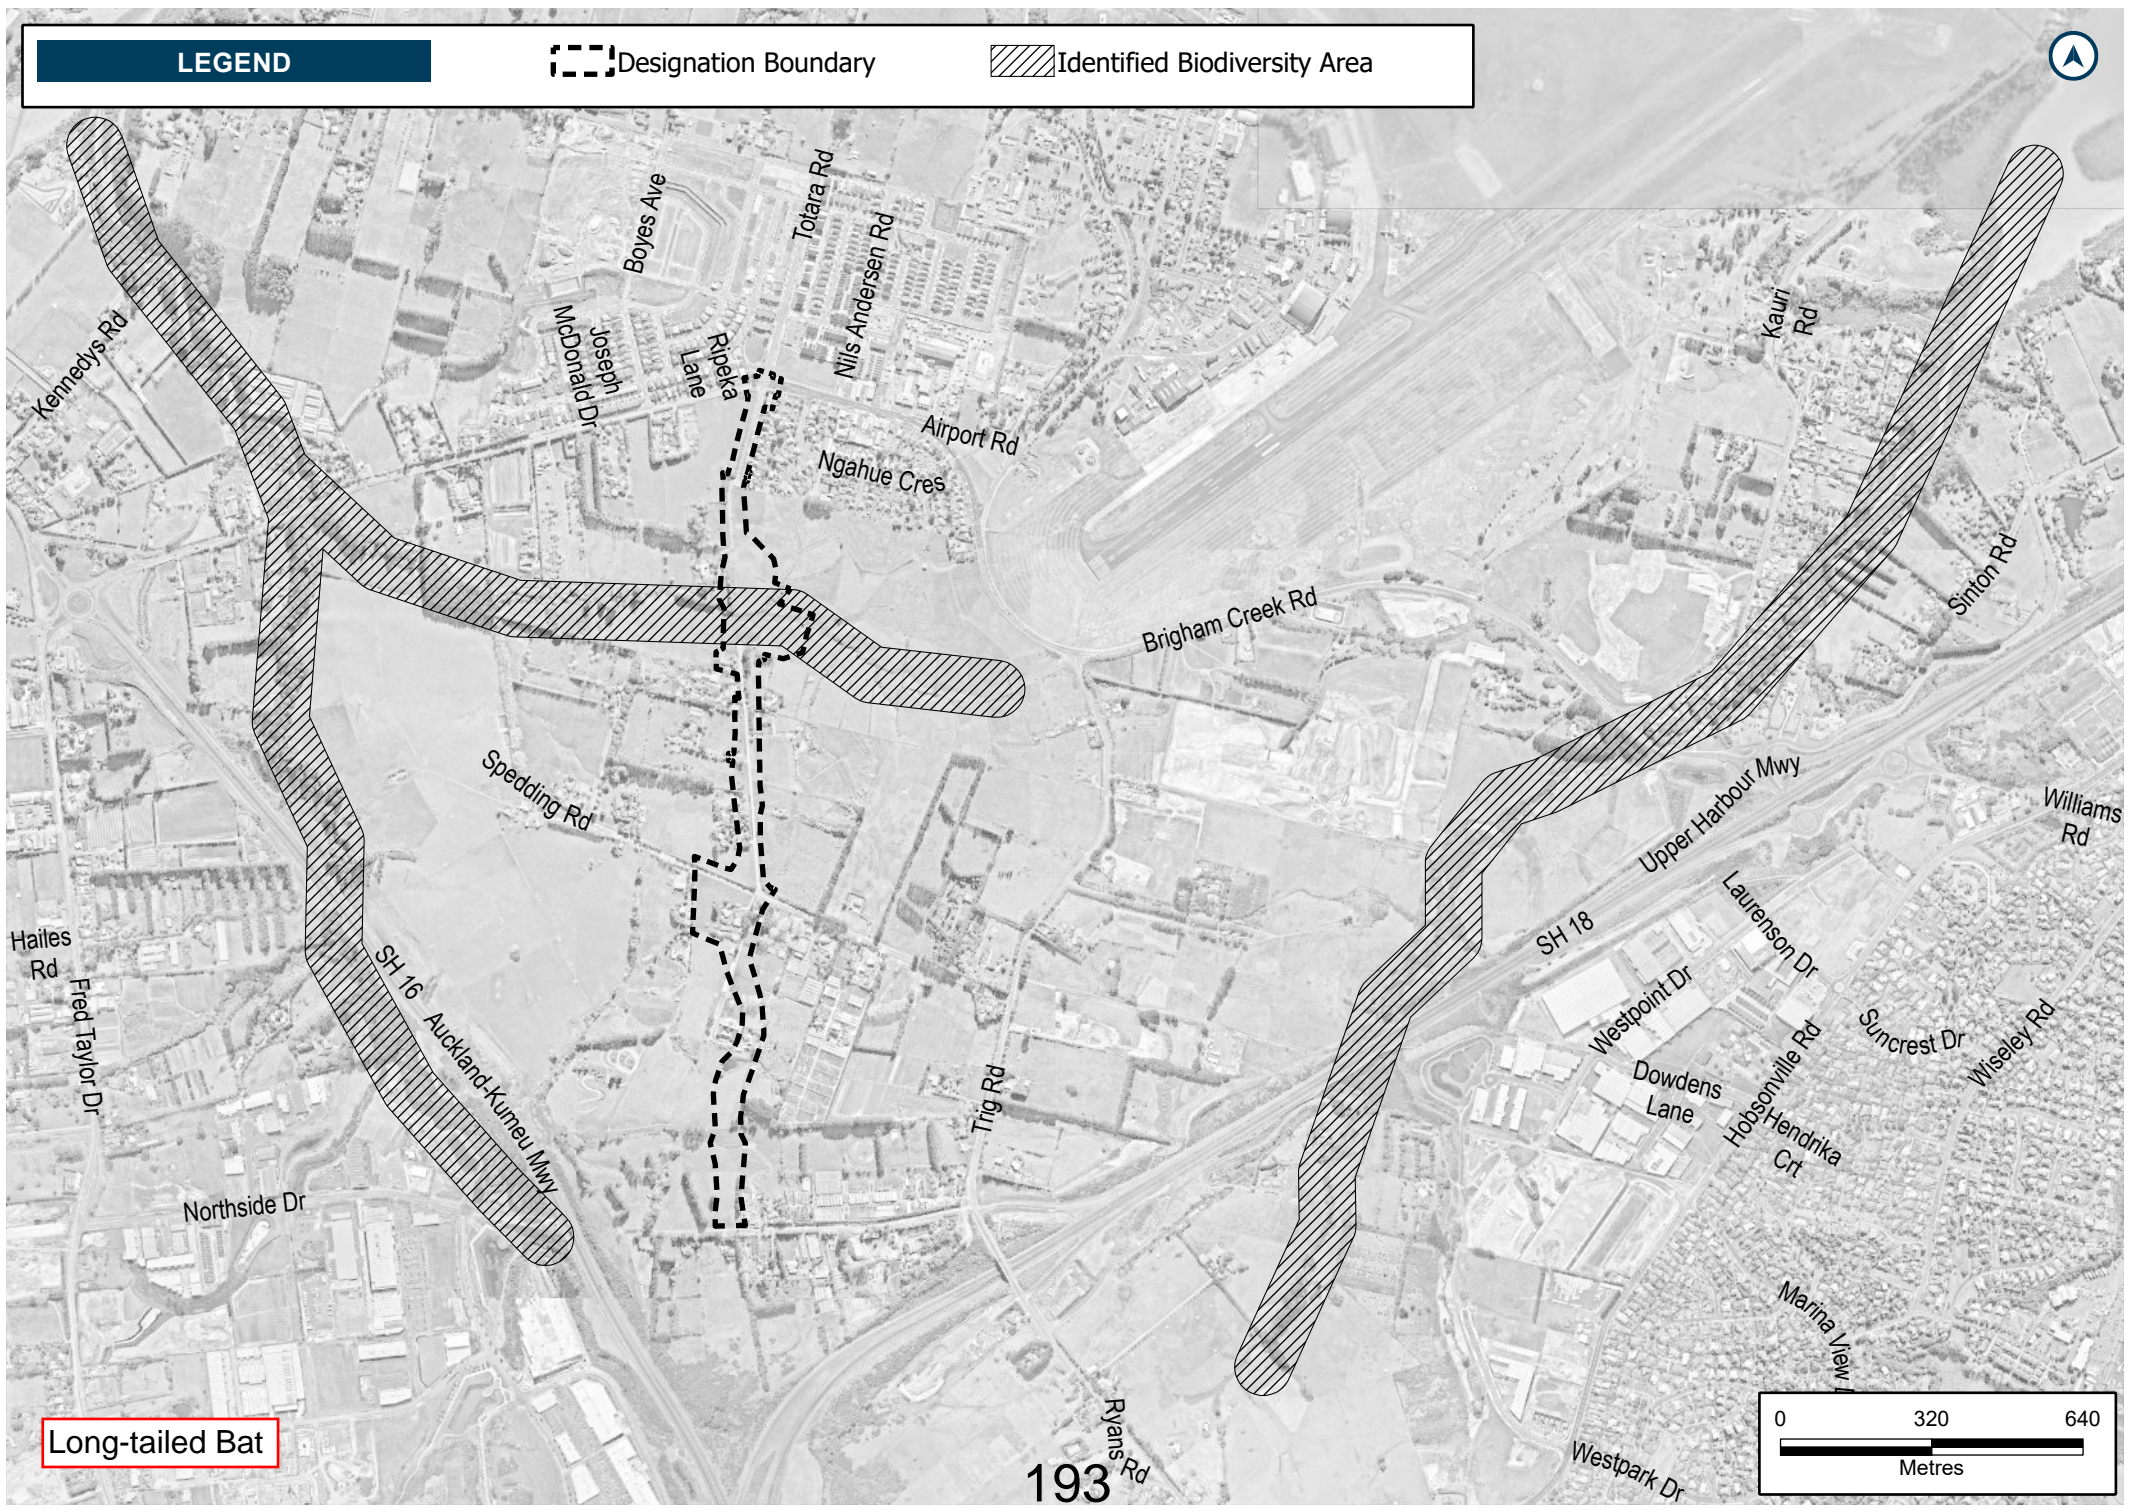 LEGEND
Designation Boundary
Identified Biodiversity Area
Boyes Ave
Totara Rd
Nils Andersen Rd
Kauri
Rd
Kennedys Rd
Joseph
McDonald Dr
Ripeka
Lane
Airport Rd
Ngahue Cres
Brigham Creek Rd
Sinton Rd
Spedding Rd
Upper Harbour Mwy
Williams
Rd
Hailes
Rd
SH 16
Auckland-Kumeu Mwy
Fred Taylor Dr
SH 18
Laurenson Dr
Westpoint Dr
Suncrest Dr
Wiseley Rd
Dowdens
Lane
Hobsonville Rd
Hendrika
Crt
Trig Rd
Northside Dr
Marina View
Ryans Rd
Westpark Dr
Long-tailed Bat
193
0 320 640
Metres